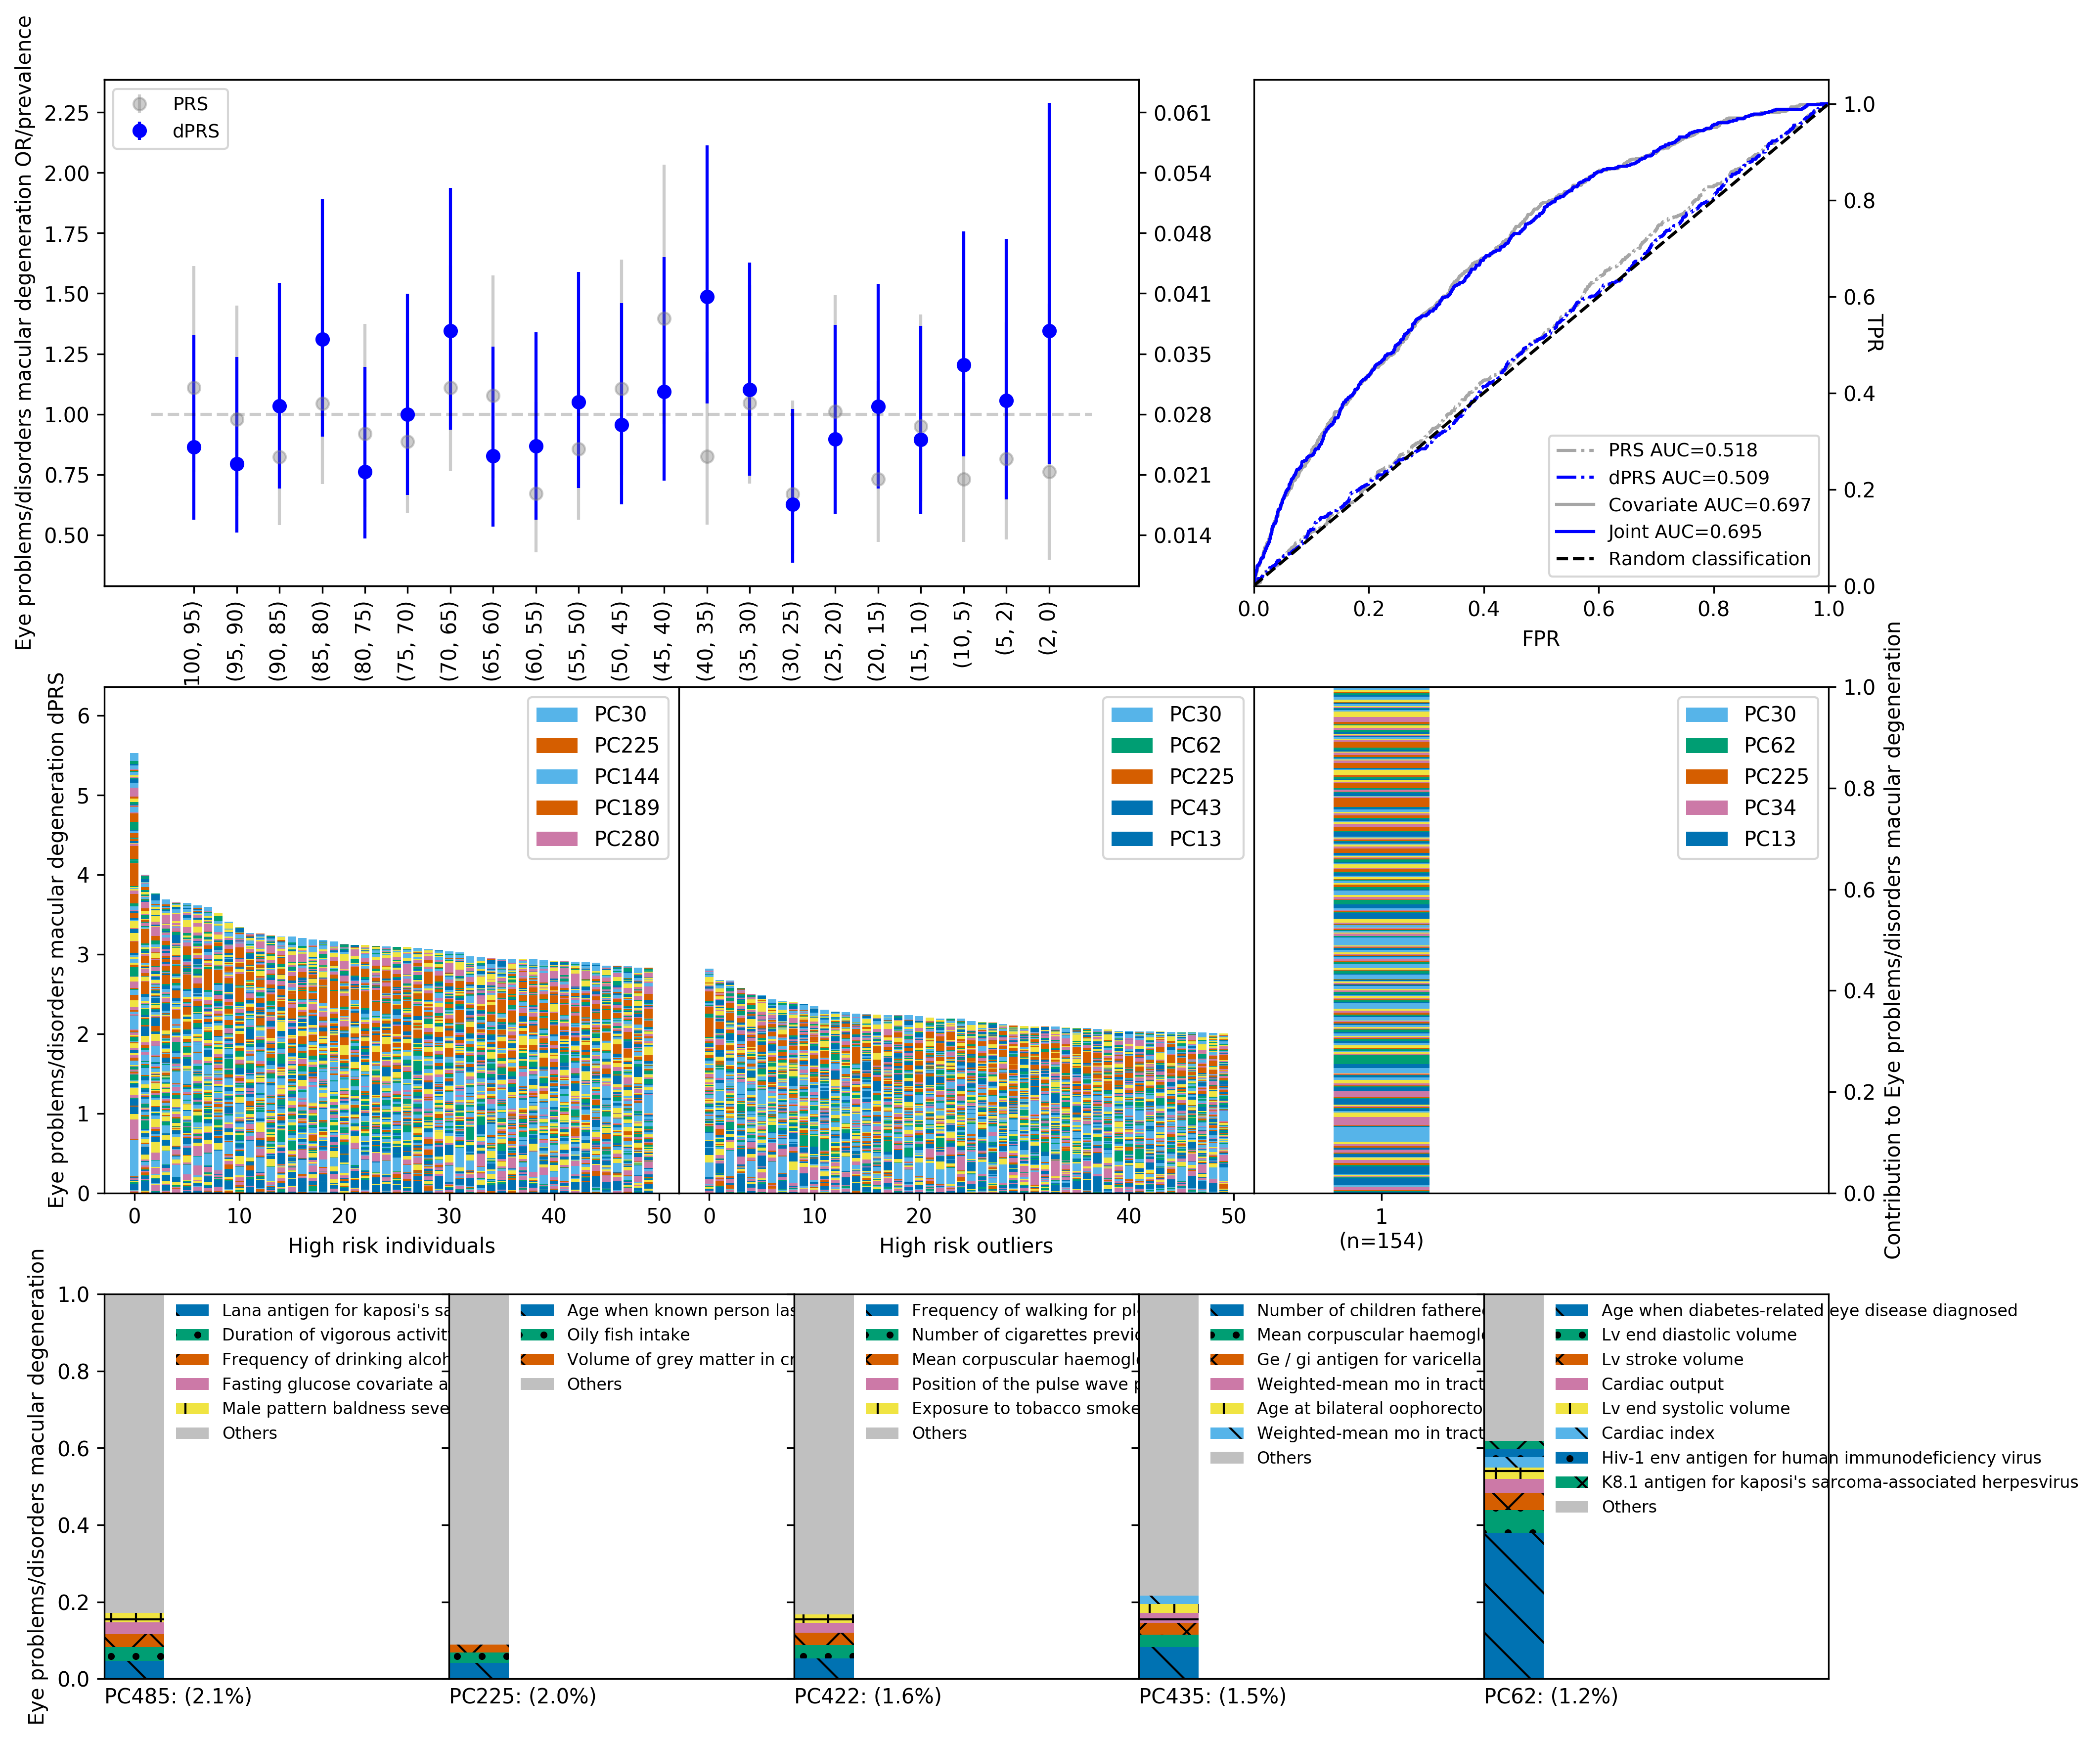 Eye problems/disorders macular degeneration OR/prevalence
2.25
2.00
1.75
1.50
1.25
1.00
0.75
0.50
PRS
dPRS
0.061
0.054
0.048
0.041
0.035
0.028
0.021
0.014
100, 95)
(95, 90)
(90, 85)
(85, 80)
(80, 75)
(75, 70)
(70, 65)
(65, 60)
(60, 55)
(55, 50)
(50, 45)
(45, 40)
(40, 35)
(35, 30)
(30, 25)
(25, 20)
(20, 15)
(15, 10)
(10, 5)
(5, 2)
(2, 0)
PRS AUC=0.518
dPRS AUC=0.509
Covariate AUC=0.697
Joint AUC=0.695
Random classification
1.0
0.8
0.6
0.4
0.2
0.0
TPR
0.0
0.2
0.4
0.6
0.8
1.0
FPR
Eye problems/disorders macular degeneration dPRS
6
5
4
3
2
1
0
PC30
PC225
PC144
PC189
PC280
0
10
20
30
40
50
High risk individuals
PC30
PC62
PC225
PC43
PC13
0
10
20
30
40
50
High risk outliers
PC30
PC62
PC225
PC34
PC13
1
(n=154)
1.0
0.8
0.6
0.4
0.2
0.0
Contribution to Eye problems/disorders macular degeneration
Eye problems/disorders macular degeneration
1.0
0.8
0.6
0.4
0.2
0.0
Lana antigen for kaposi's sa
Duration of vigorous activit
Frequency of drinking alcoh
Fasting glucose covariate a
Male pattern baldness seve
Others
PC485: (2.1%)
Age when known person las
Oily fish intake
Volume of grey matter in cr
Others
PC225: (2.0%)
Frequency of walking for ple
Number of cigarettes previo
Mean corpuscular haemoglo
Position of the pulse wave p
Exposure to tobacco smoke
Others
PC422: (1.6%)
Number of children fathered
Mean corpuscular haemoglo
Ge / gi antigen for varicella
Weighted-mean mo in tract
Age at bilateral oophorecto
Weighted-mean mo in tract
Others
PC435: (1.5%)
Age when diabetes-related eye disease diagnosed
Lv end diastolic volume
Lv stroke volume
Cardiac output
Lv end systolic volume
Cardiac index
Hiv-1 env antigen for human immunodeficiency virus
K8.1 antigen for kaposi's sarcoma-associated herpesvirus
Others
PC62: (1.2%)